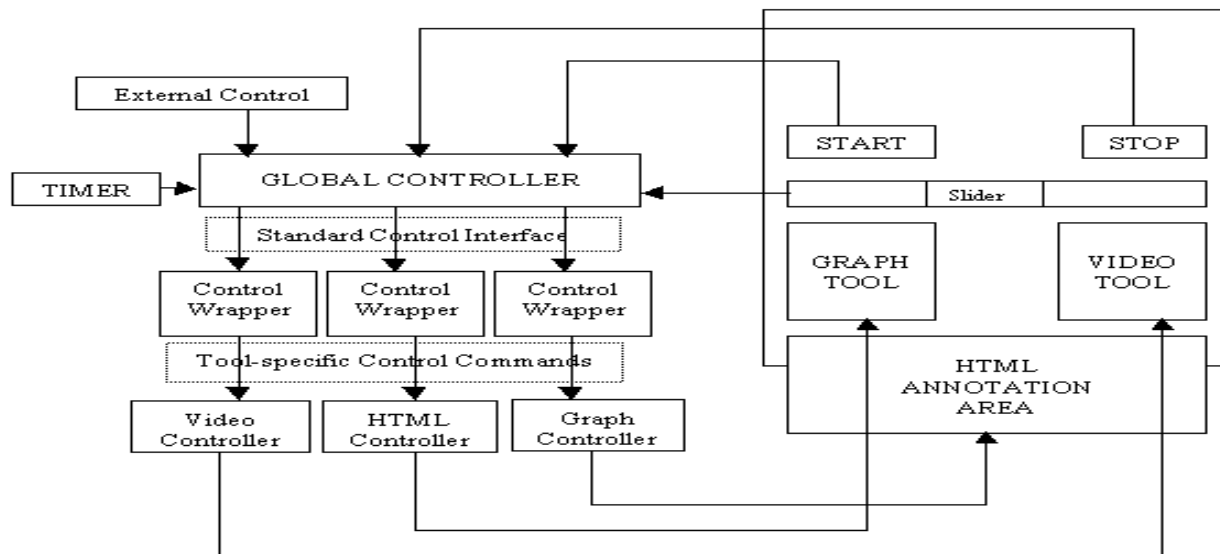 External Control
START
STOP
TIMER
GLOBAL CONTROLLER
Slider
Standard Control Interface
GRAPH
TOOL
VIDEO
TOOL
Control
Wrapper
Control
Wrapper
Control
Wrapper
Tool-specific Control Commands
HTML
ANNOTATION
AREA
Video
Controller
HTML
Controller
Graph
Controller